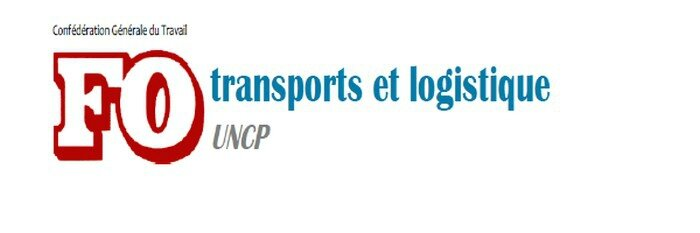 Confédération Générale du Travail
FO transports et logistique
UNCP